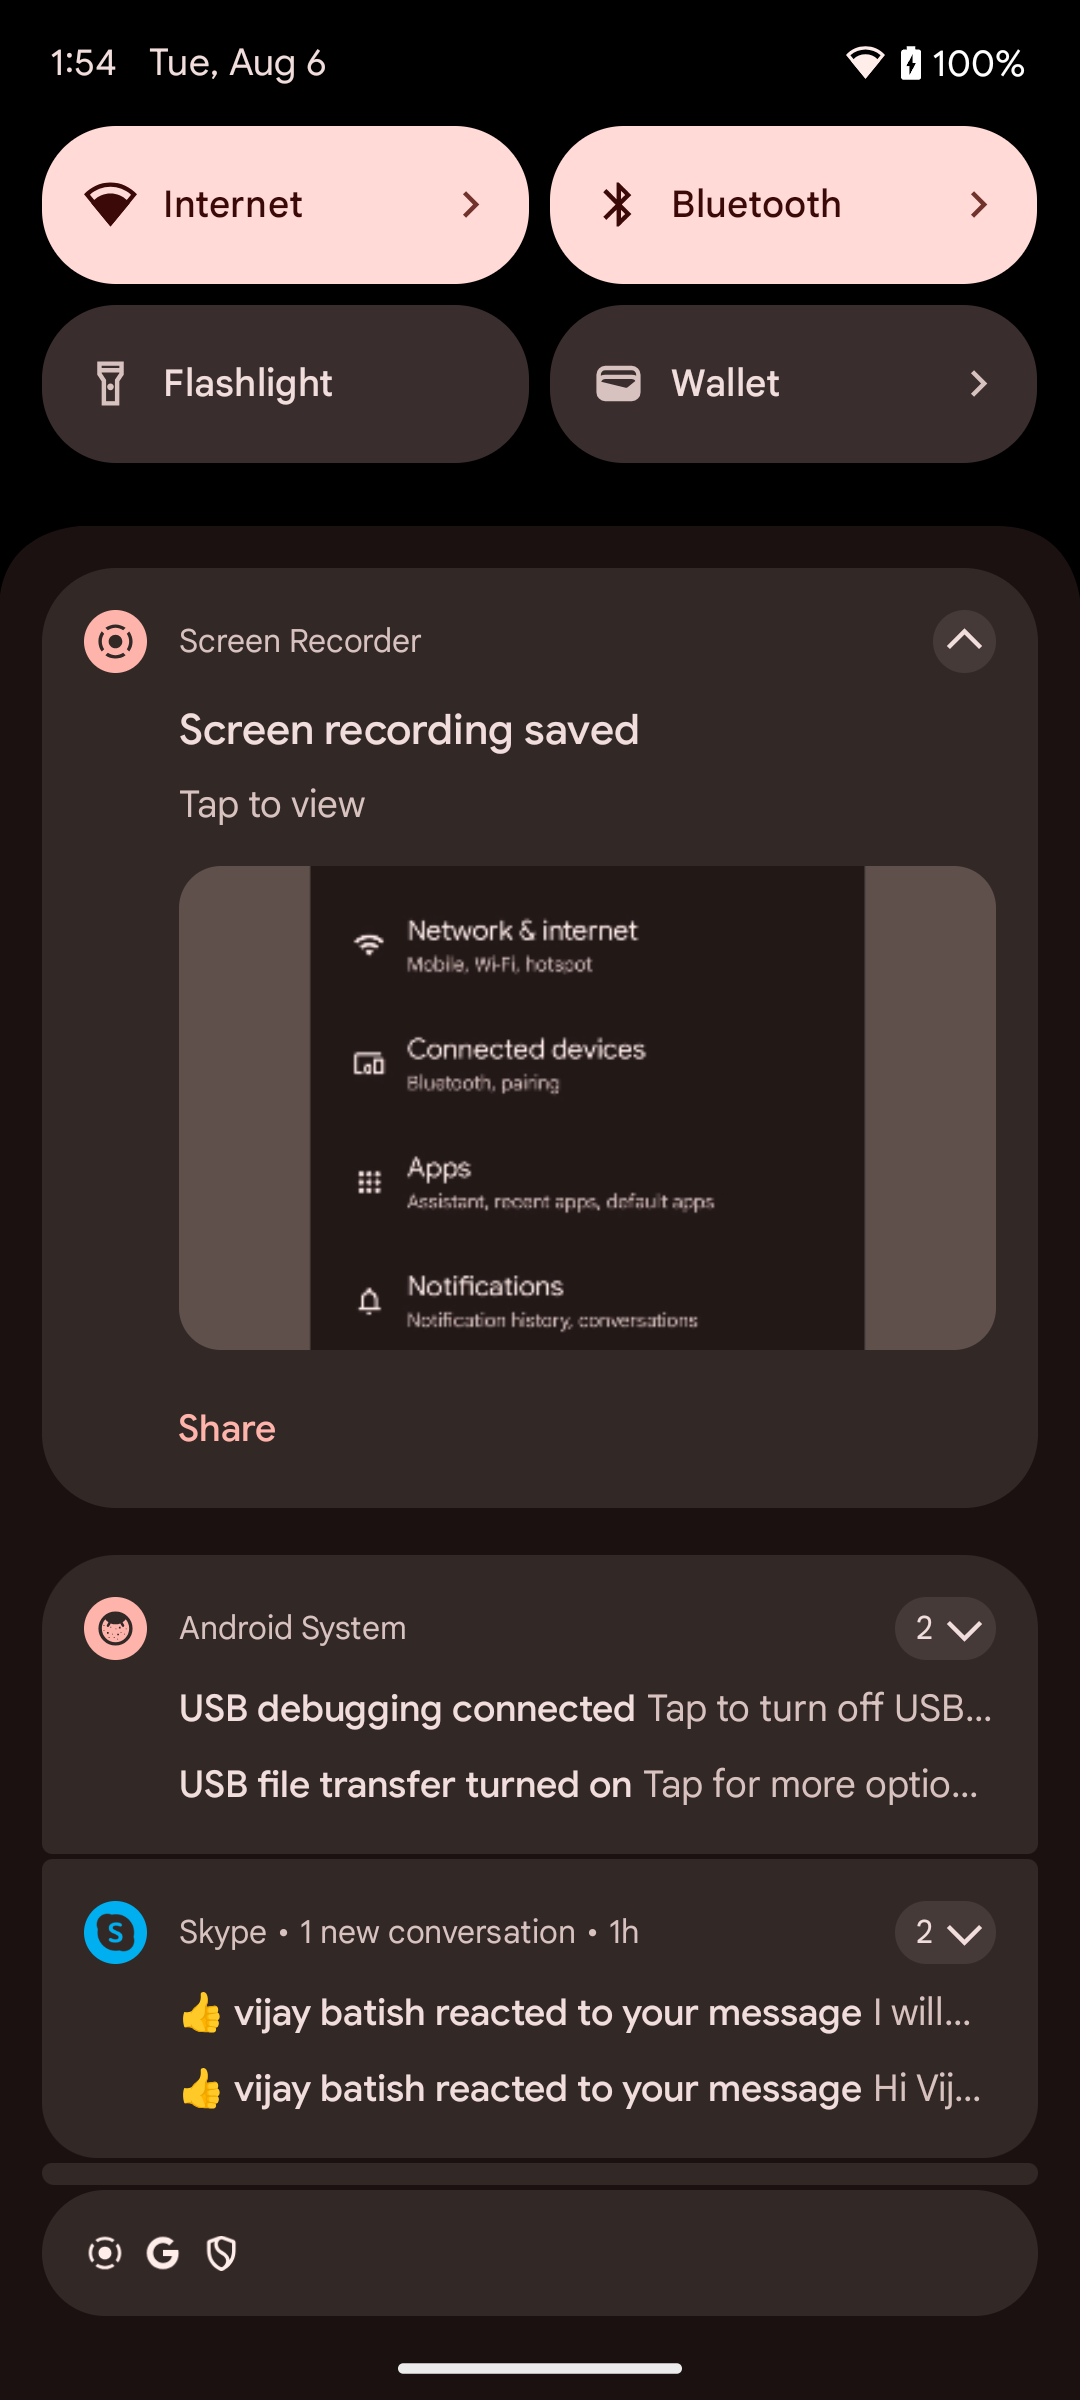 1:54 Tue, Aug 6 100%
Internet Bluetooth
Flashlight Wallet
Screen Recorder
Screen recording saved
Tap to view
Network & internet
Mobile, Wi-Fi, hotspot
Connected devices
Bluetooth, pairing
Apps
Assistant, recent apps, default apps
Notifications
Notification history, conversations
Share
Android System 2
USB debugging connected Tap to turn off USB...
USB file transfer turned on Tap for more optio...
Skype • 1 new conversation • 1h 2
👍 vijay batish reacted to your message I will...
👍 vijay batish reacted to your message Hi Vij...